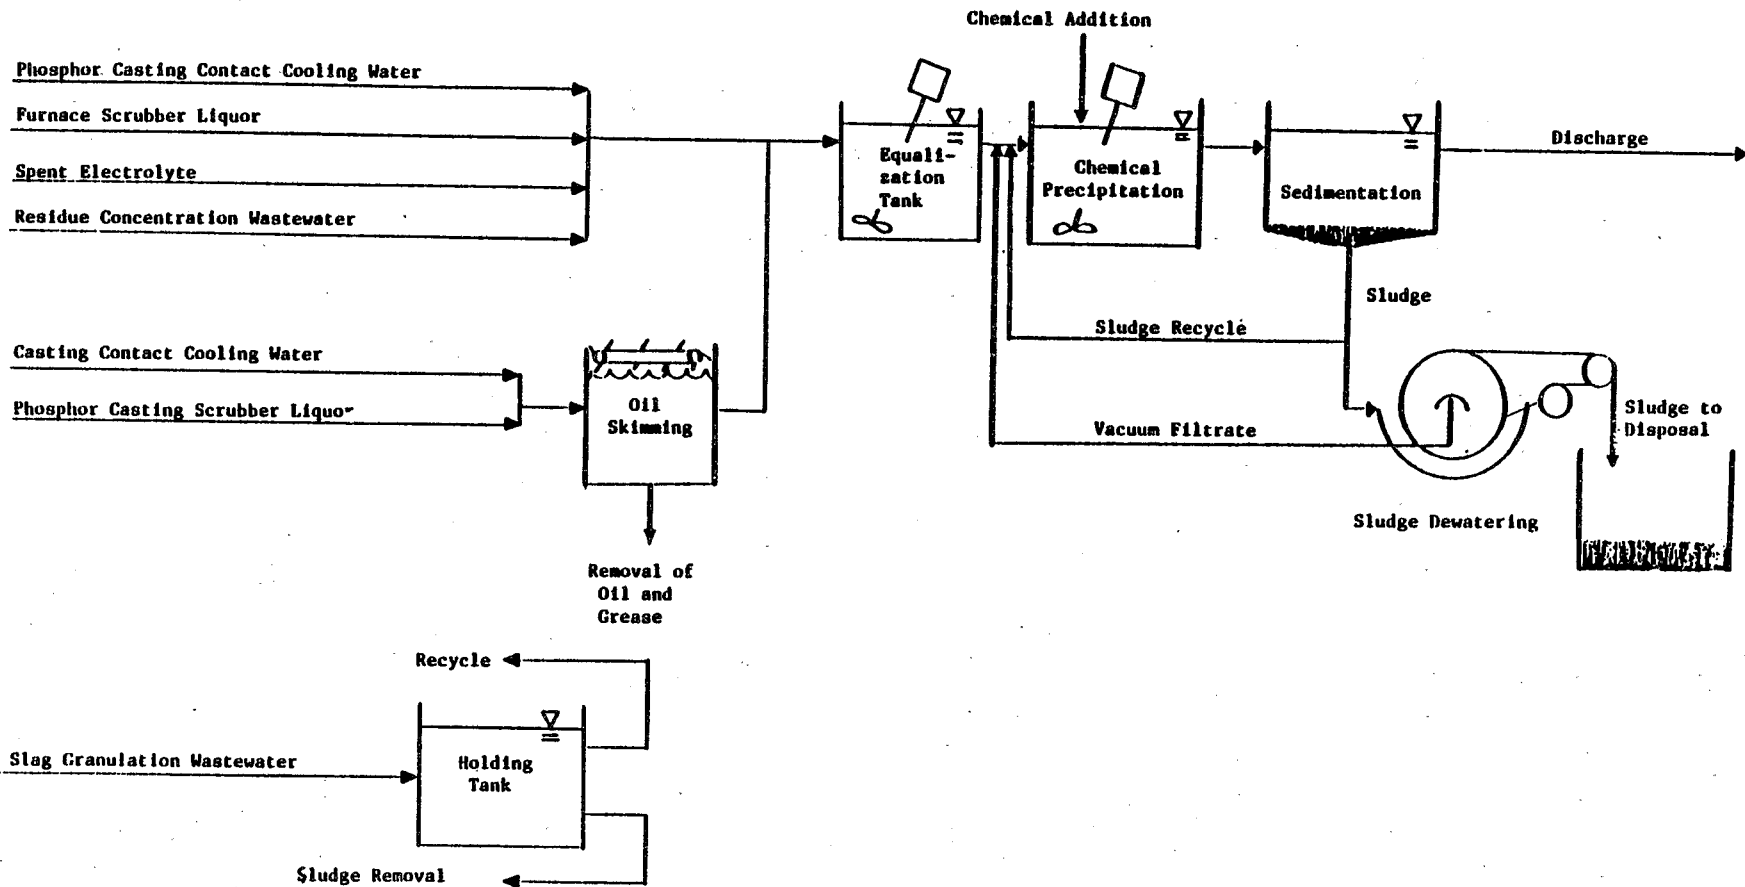 Chemical Addition
Phosphor Casting Contact Cooling Water
Furnace Scrubber Liquor
Spent Electrolyte
Residue Concentration Wastewater
Equali-
zation
Tank
Chemical
Precipitation
Sedimentation
Discharge
Sludge
Sludge Recycle
Casting Contact Cooling Water
Phosphor Casting Scrubber Liquor
Oil
Skimming
Vacuum Filtrate
Sludge to
Disposal
Sludge Dewatering
Removal of
Oil and
Grease
Recycle
Slag Granulation Wastewater
Holding
Tank
Sludge Removal